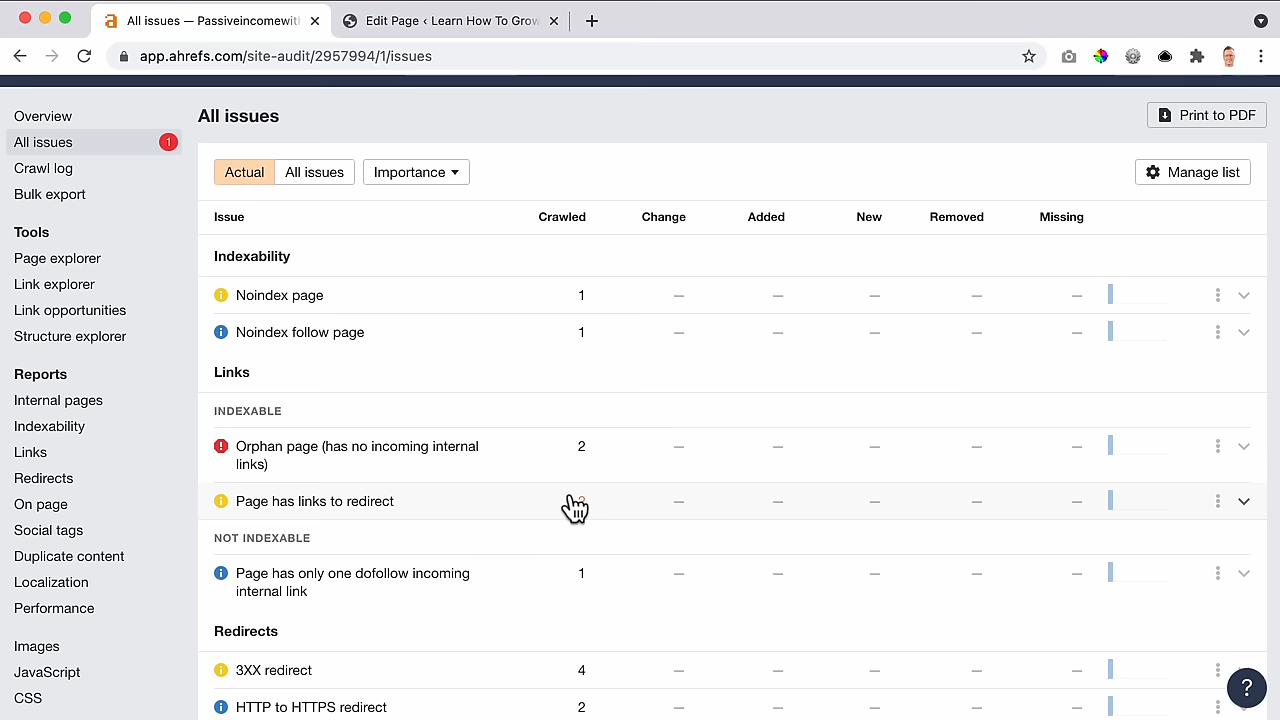 All issues — Passiveincomewith
Edit Page ‹ Learn How To Grow
app.ahrefs.com/site-audit/2957994/1/issues
Overview
All issues 1
Crawl log
Bulk export
Tools
Page explorer
Link explorer
Link opportunities
Structure explorer
Reports
Internal pages
Indexability
Links
Redirects
On page
Social tags
Duplicate content
Localization
Performance
Images
JavaScript
CSS
All issues
Print to PDF
Actual All issues Importance
Manage list
Issue Crawled Change Added New Removed Missing
Indexability
Noindex page 1 — — — — —
Noindex follow page 1 — — — — —
Links
INDEXABLE
Orphan page (has no incoming internal
links) 2 — — — — —
Page has links to redirect — — — — —
NOT INDEXABLE
Page has only one dofollow incoming
internal link 1 — — — — —
Redirects
3XX redirect 4 — — — — —
HTTP to HTTPS redirect 2 — — — — —
?